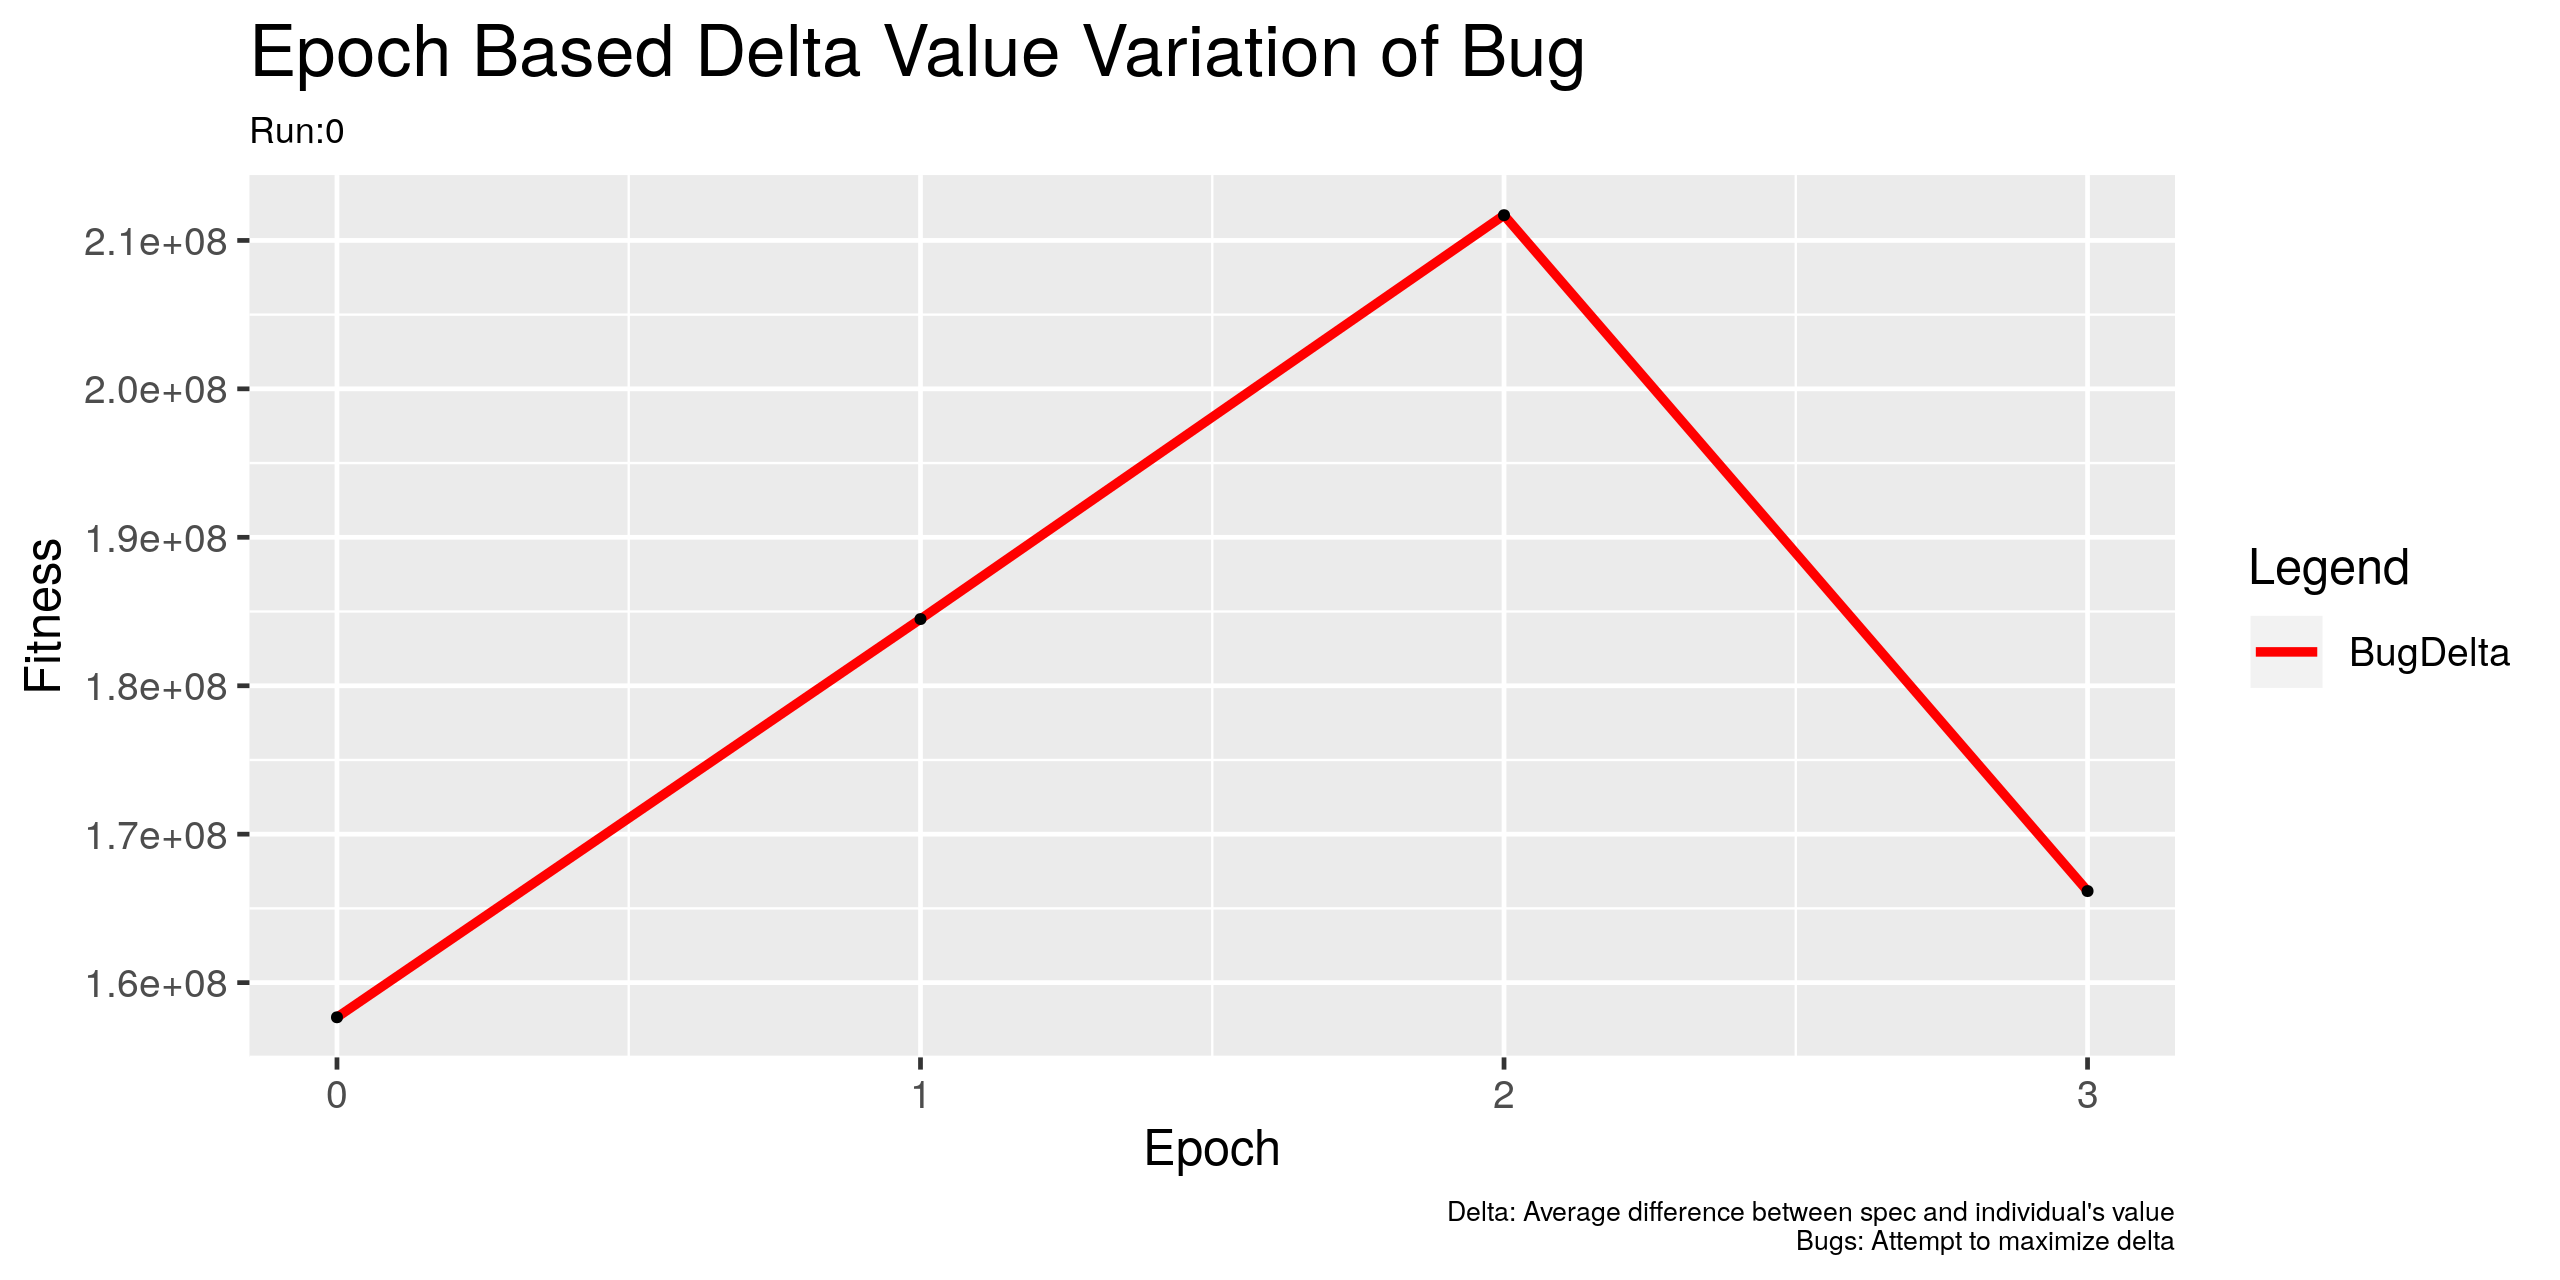 Epoch Based Delta Value Variation of Bug
Run:0
2.1e+08
2.0e+08
1.9e+08
1.8e+08
1.7e+08
1.6e+08
Fitness
0 1 2 3
Epoch
Legend
BugDelta
Delta: Average difference between spec and individual's value
Bugs: Attempt to maximize delta